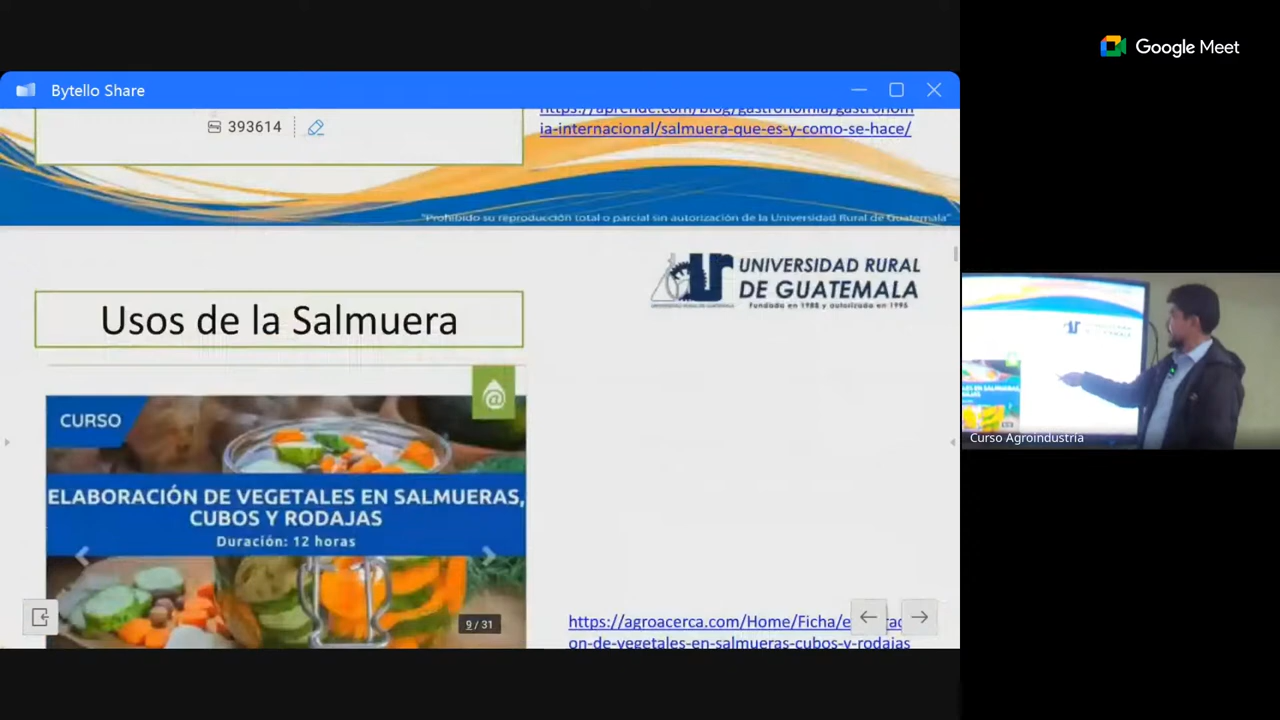 Google Meet
Bytello Share
393614
https://aprende.com/blog/gastronomia/gastronom
ia-internacional/salmuera-que-es-y-como-se-hace/
"Prohibido su reproducción total o parcial sin autorización de la Universidad Rural de Guatemala"
UNIVERSIDAD RURAL
DE GUATEMALA
Fundada en 1988 y autorizada en 1995
Usos de la Salmuera
CURSO
ELABORACIÓN DE VEGETALES EN SALMUERAS,
CUBOS Y RODAJAS
Duración: 12 horas
9 / 31
https://agroacerca.com/Home/Ficha/e
on-de-vegetales-en-salmueras-cubos-y-rodajas
Curso Agroindustria